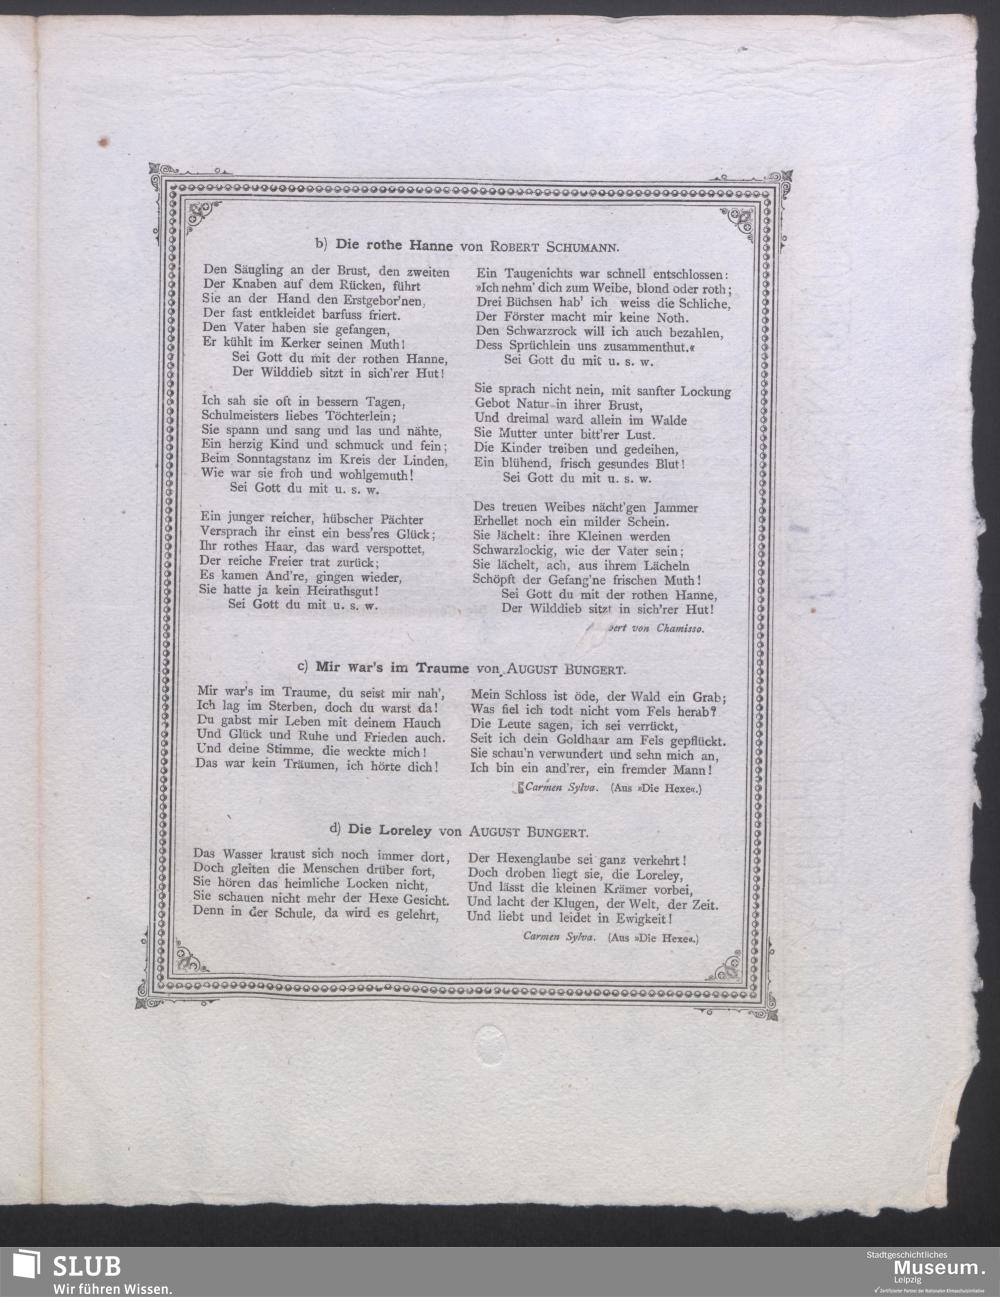 b) Die rothe Hanne von ROBERT SCHUMANN.
Den Säugling an der Brust, den zweiten
Der Knaben auf dem Rücken, führt
Sie an der Hand den Erstgebor'nen,
Der fast entkleidet barfuss friert.
Den Vater haben sie gefangen,
Er kühlt im Kerker seinen Muth!
Sei Gott du mit der rothen Hanne,
Der Wilddieb sitzt in sich'rer Hut!
Ich sah sie oft in bessern Tagen,
Schulmeisters liebes Töchterlein;
Sie spann und sang und las und nähte,
Ein herzig Kind und schmuck und fein;
Beim Sonntagstanz im Kreis der Linden,
Wie war sie froh und wohlgemuth!
Sei Gott du mit u. s. w.
Ein junger reicher, hübscher Pächter
Versprach ihr einst ein bess'res Glück;
Ihr rothes Haar, das ward verspottet,
Der reiche Freier trat zurück;
Es kamen And're, gingen wieder,
Sie hatte ja kein Heirathsgut!
Sei Gott du mit u. s. w.
Ein Taugenichts war schnell entschlossen:
»Ich nehm' dich zum Weibe, blond oder roth;
Drei Büchsen hab' ich weiss die Schliche,
Der Förster macht mir keine Noth.
Den Schwarzrock will ich auch bezahlen,
Dess Sprüchlein uns zusammenthut.«
Sei Gott du mit u. s. w.
Sie sprach nicht nein, mit sanfter Lockung
Gebot Natur in ihrer Brust,
Und dreimal ward allein im Walde
Sie Mutter unter bitt'rer Lust.
Die Kinder treiben und gedeihen,
Ein blühend, frisch gesundes Blut!
Sei Gott du mit u. s. w.
Des treuen Weibes nächt'gen Jammer
Erhellet noch ein milder Schein.
Sie lächelt: ihre Kleinen werden
Schwarzlockig, wie der Vater sein;
Sie lächelt, ach, aus ihrem Lächeln
Schöpft der Gefang'ne frischen Muth!
Sei Gott du mit der rothen Hanne,
Der Wilddieb sitzt in sich'rer Hut!
von Chamisso.
c) Mir war's im Traume von AUGUST BUNGERT.
Mir war's im Traume, du seist mir nah',
Ich lag im Sterben, doch du warst da!
Du gabst mir Leben mit deinem Hauch
Und Glück und Ruhe und Frieden auch.
Und deine Stimme, die weckte mich!
Das war kein Träumen, ich hörte dich!
Mein Schloss ist öde, der Wald ein Grab;
Was fiel ich todt nicht vom Fels herab?
Die Leute sagen, ich sei verrückt,
Seit ich dein Goldhaar am Fels gepflückt.
Sie schau'n verwundert und sehn mich an,
Ich bin ein and'rer, ein fremder Mann!
Carmen Sylva. (Aus »Die Hexe«.)
d) Die Loreley von AUGUST BUNGERT.
Das Wasser kraust sich noch immer dort,
Doch gleiten die Menschen drüber fort,
Sie hören das heimliche Locken nicht,
Sie schauen nicht mehr der Hexe Gesicht.
Denn in der Schule, da wird es gelehrt,
Der Hexenglaube sei ganz verkehrt!
Doch droben liegt sie, die Loreley,
Und lässt die kleinen Krämer vorbei,
Und lacht der Klugen, der Welt, der Zeit.
Und liebt und leidet in Ewigkeit!
Carmen Sylva. (Aus »Die Hexe«.)
SLUB
Wir führen Wissen.
Stadtgeschichtliches
Museum.
Leipzig
Zertifizierter Partner der Nationalen Klimaschutzinitiative